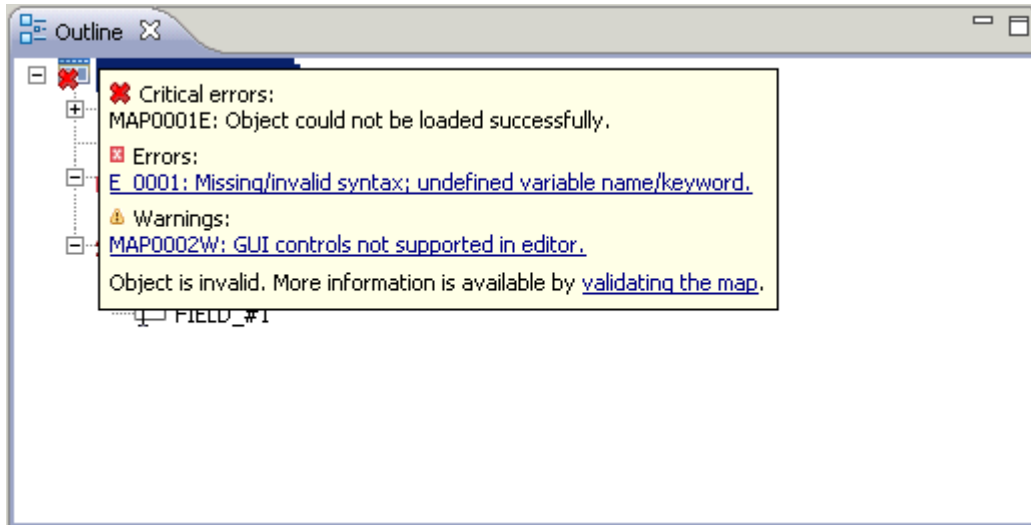 Outline
Critical errors:
MAP0001E: Object could not be loaded successfully.
Errors:
E_0001: Missing/invalid syntax; undefined variable name/keyword.
Warnings:
MAP0002W: GUI controls not supported in editor.
Object is invalid. More information is available by validating the map.
FIELD_#1